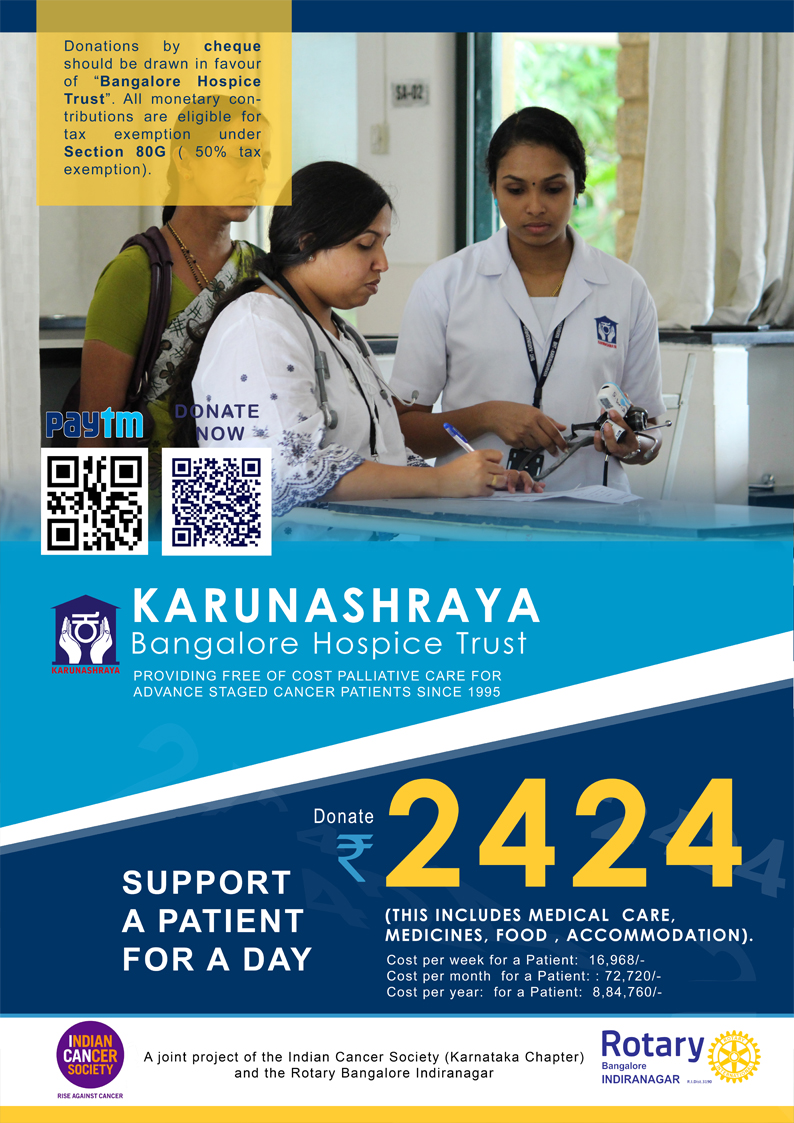 Donations by cheque
should be drawn in favour
of “Bangalore Hospice
Trust”. All monetary con-
tributions are eligible for
tax exemption under
Section 80G ( 50% tax
exemption).
SA-02
paytm
DONATE
NOW
KARUNASHRAYA
Bangalore Hospice Trust
KARUNASHRAYA
PROVIDING FREE OF COST PALLIATIVE CARE FOR
ADVANCE STAGED CANCER PATIENTS SINCE 1995
Donate
₹ 2424
SUPPORT
A PATIENT
FOR A DAY
(THIS INCLUDES MEDICAL CARE,
MEDICINES, FOOD , ACCOMMODATION).
Cost per week for a Patient: 16,968/-
Cost per month for a Patient: : 72,720/-
Cost per year: for a Patient: 8,84,760/-
INDIAN
CANCER
SOCIETY
RISE AGAINST CANCER
A joint project of the Indian Cancer Society (Karnataka Chapter)
and the Rotary Bangalore Indiranagar
Rotary
Bangalore
INDIRANAGAR